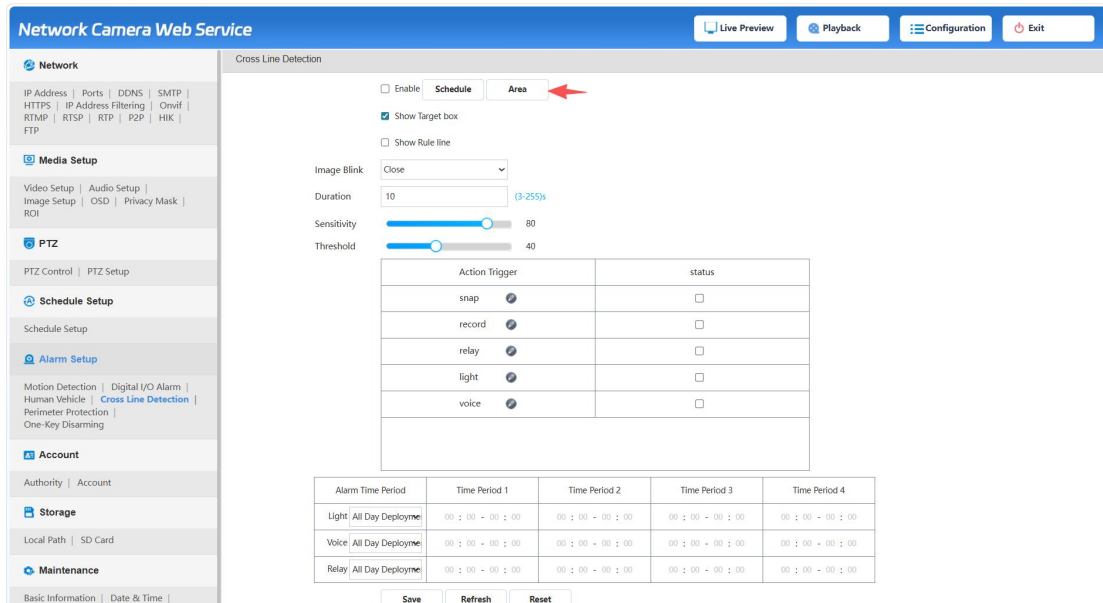 Network Camera Web Service
Live Preview
Playback
Configuration
Exit
Network
IP Address | Ports | DDNS | SMTP |
HTTPS | IP Address Filtering | Onvif |
RTMP | RTSP | RTP | P2P | HIK |
FTP
Media Setup
Video Setup | Audio Setup |
Image Setup | OSD | Privacy Mask |
ROI
PTZ
PTZ Control | PTZ Setup
Schedule Setup
Schedule Setup
Alarm Setup
Motion Detection | Digital I/O Alarm |
Human Vehicle | Cross Line Detection |
Perimeter Protection |
One-Key Disarming
Account
Authority | Account
Storage
Local Path | SD Card
Maintenance
Basic Information | Date & Time |
Cross Line Detection
Enable Schedule Area
Show Target box
Show Rule line
Image Blink Close
Duration 10 (3-255)s
Sensitivity 80
Threshold 40
Action Trigger status
snap
record
relay
light
voice
Alarm Time Period Time Period 1 Time Period 2 Time Period 3 Time Period 4
Light All Day Deployme 00 : 00 - 00 : 00 00 : 00 - 00 : 00 00 : 00 - 00 : 00 00 : 00 - 00 : 00
Voice All Day Deployme 00 : 00 - 00 : 00 00 : 00 - 00 : 00 00 : 00 - 00 : 00 00 : 00 - 00 : 00
Relay All Day Deployme 00 : 00 - 00 : 00 00 : 00 - 00 : 00 00 : 00 - 00 : 00 00 : 00 - 00 : 00
Save Refresh Reset